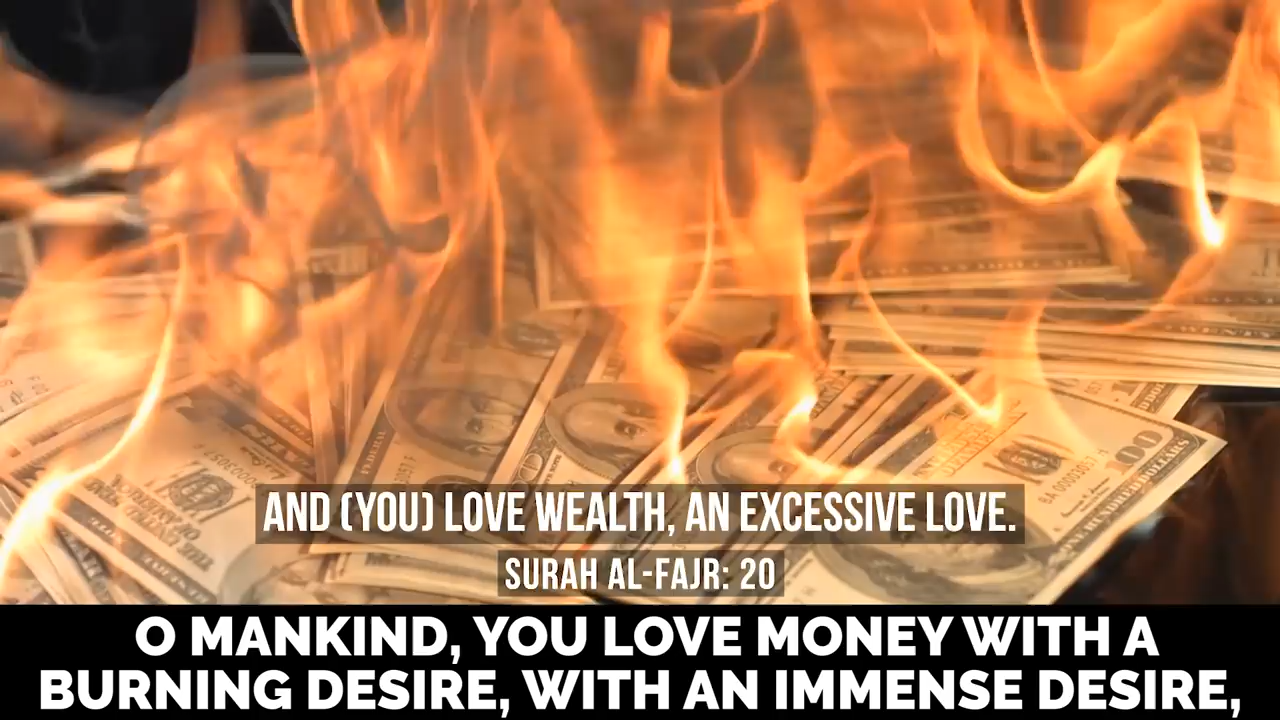 AND (YOU) LOVE WEALTH, AN EXCESSIVE LOVE.
SURAH AL-FAJR: 20
O MANKIND, YOU LOVE MONEY WITH A
BURNING DESIRE, WITH AN IMMENSE DESIRE,
100